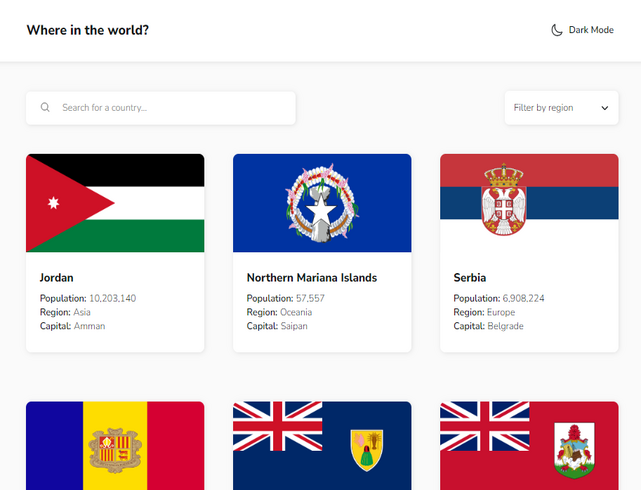 Where in the world?
Dark Mode
Search for a country...
Filter by region
Jordan
Population: 10,203,140
Region: Asia
Capital: Amman
Northern Mariana Islands
Population: 57,557
Region: Oceania
Capital: Saipan
Serbia
Population: 6,908,224
Region: Europe
Capital: Belgrade